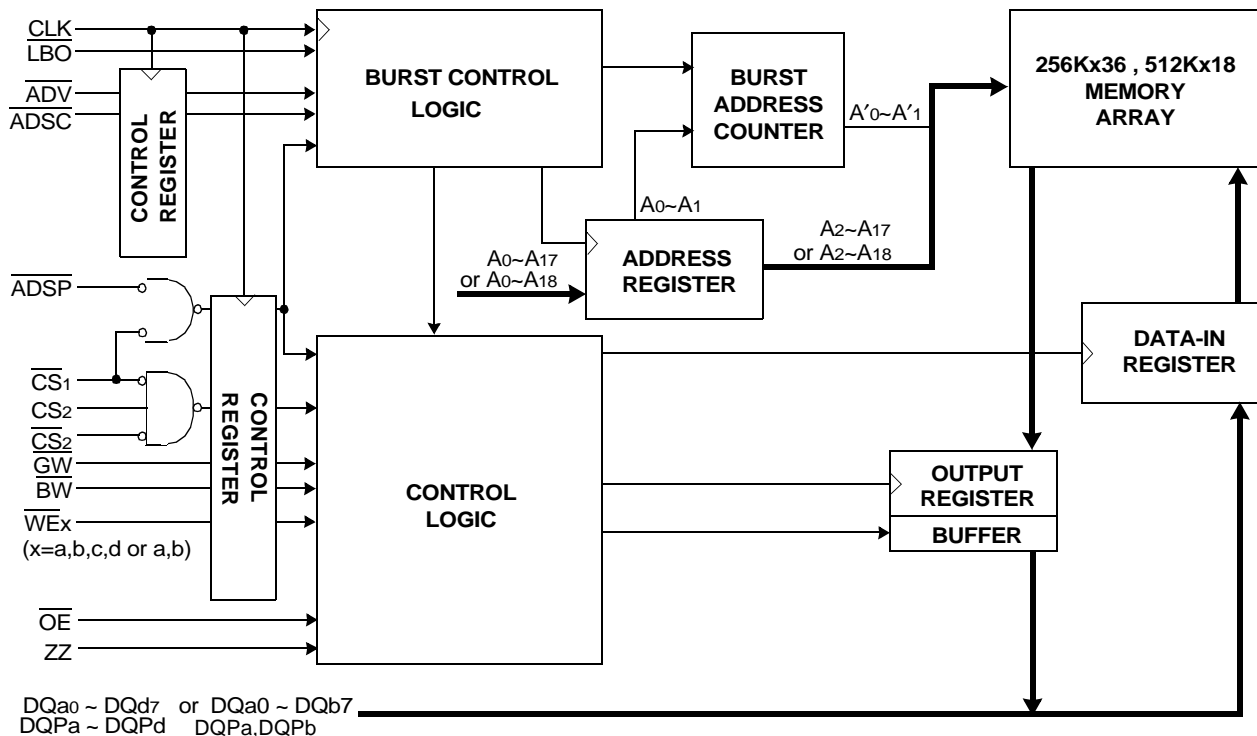 CLK
LBO
ADV
ADSC
CONTROL
REGISTER
BURST CONTROL
LOGIC
BURST
ADDRESS
COUNTER
A′0~A′1
256Kx36 , 512Kx18
MEMORY
ARRAY
A0~A1
A0~A17
or A0~A18
ADDRESS
REGISTER
A2~A17
or A2~A18
ADSP
CS1
CS2
CS2
GW
BW
WEx
(x=a,b,c,d or a,b)
OE
ZZ
CONTROL
REGISTER
CONTROL
LOGIC
DATA-IN
REGISTER
OUTPUT
REGISTER
BUFFER
DQa0 ~ DQd7 or DQa0 ~ DQb7
DQPa ~ DQPd DQPa,DQPb